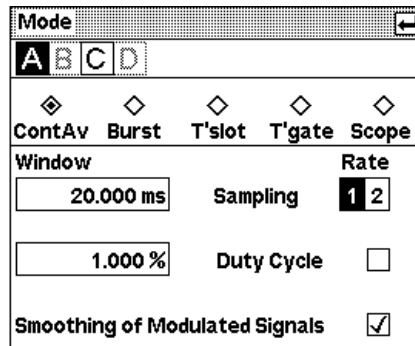 Mode
A B C D
ContAv Burst T'slot T'gate Scope
Window Rate
20.000 ms Sampling 1 2
1.000 % Duty Cycle
Smoothing of Modulated Signals